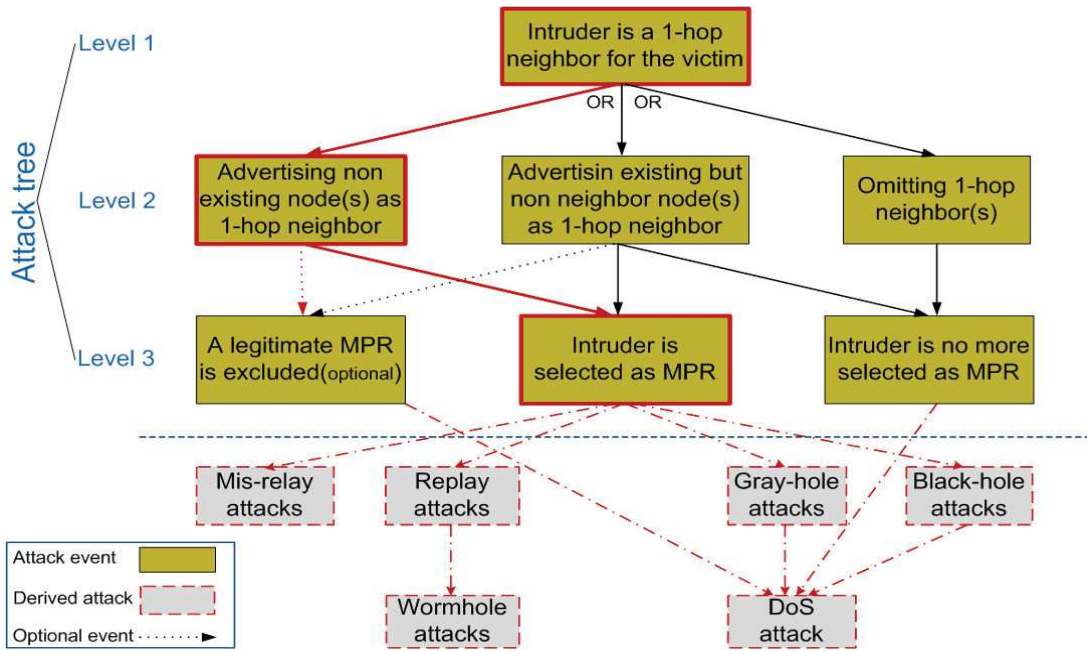 Attack tree
Level 1
Intruder is a 1-hop
neighbor for the victim
OR OR
Level 2
Advertising non
existing node(s) as
1-hop neighbor
Advertisin existing but
non neighbor node(s)
as 1-hop neighbor
Omitting 1-hop
neighbor(s)
Level 3
A legitimate MPR
is excluded(optional)
Intruder is
selected as MPR
Intruder is no more
selected as MPR
Mis-relay
attacks
Replay
attacks
Gray-hole
attacks
Black-hole
attacks
Wormhole
attacks
DoS
attack
Attack event
Derived attack
Optional event